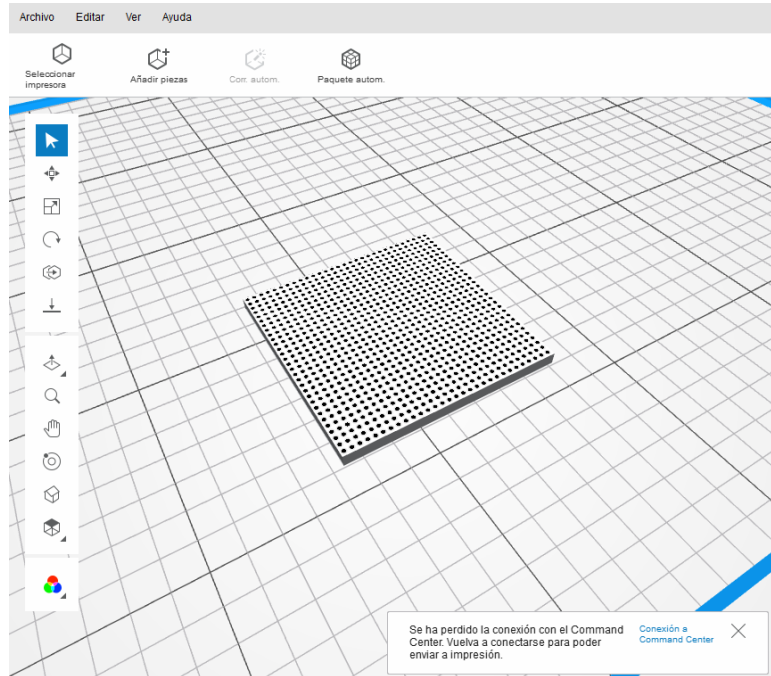 Archivo Editar Ver Ayuda
Seleccionar
impresora
Añadir piezas
Corr. autom.
Paquete autom.
Se ha perdido la conexión con el Command
Center. Vuelva a conectarse para poder
enviar a impresión.
Conexión a
Command Center